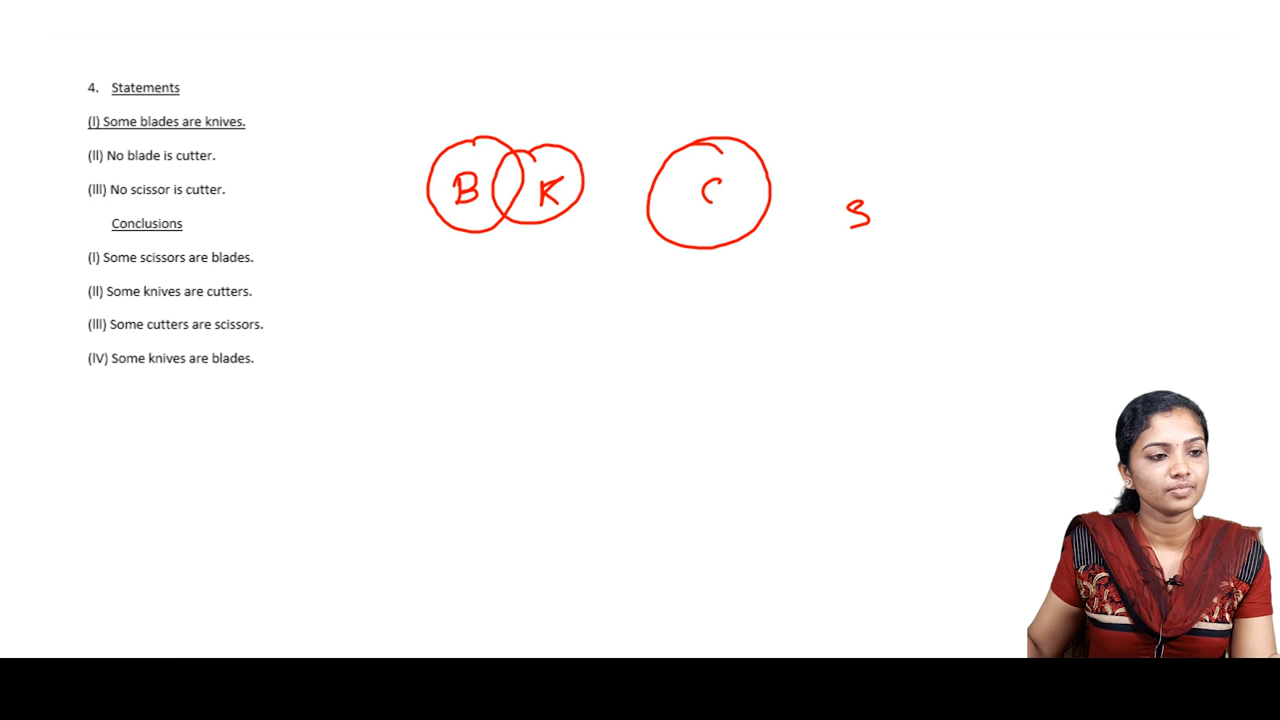 4. Statements
(I) Some blades are knives.
(II) No blade is cutter.
(III) No scissor is cutter.
Conclusions
(I) Some scissors are blades.
(II) Some knives are cutters.
(III) Some cutters are scissors.
(IV) Some knives are blades.
B K C S